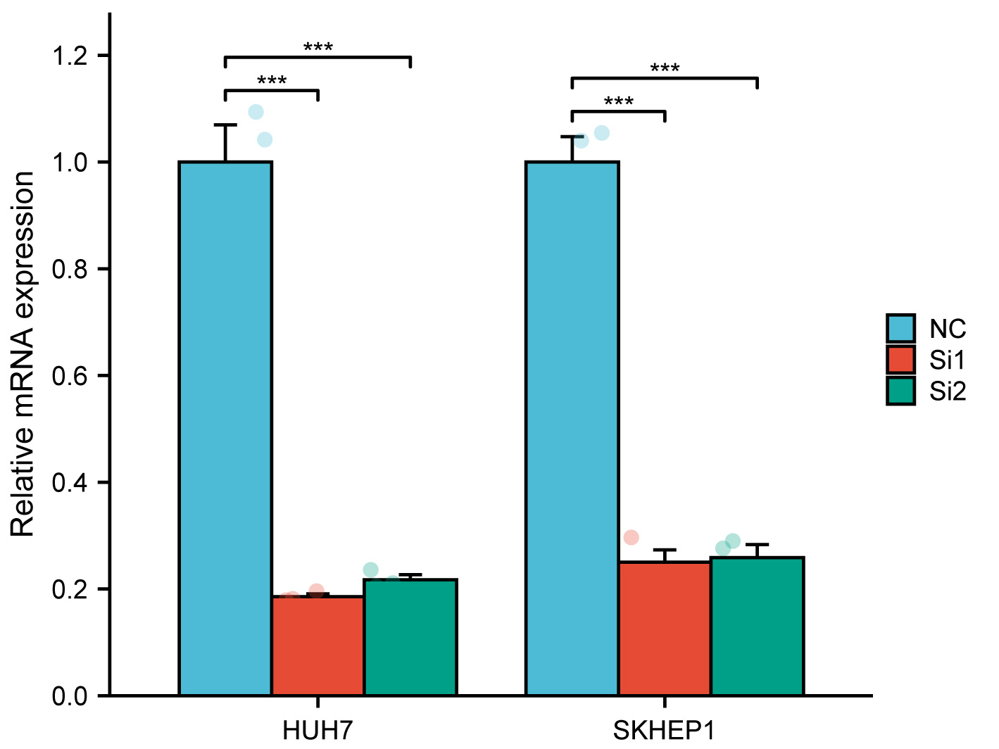 Relative mRNA expression
1.2
1.0
0.8
0.6
0.4
0.2
0.0
***
***
***
***
HUH7
SKHEP1
NC
Si1
Si2